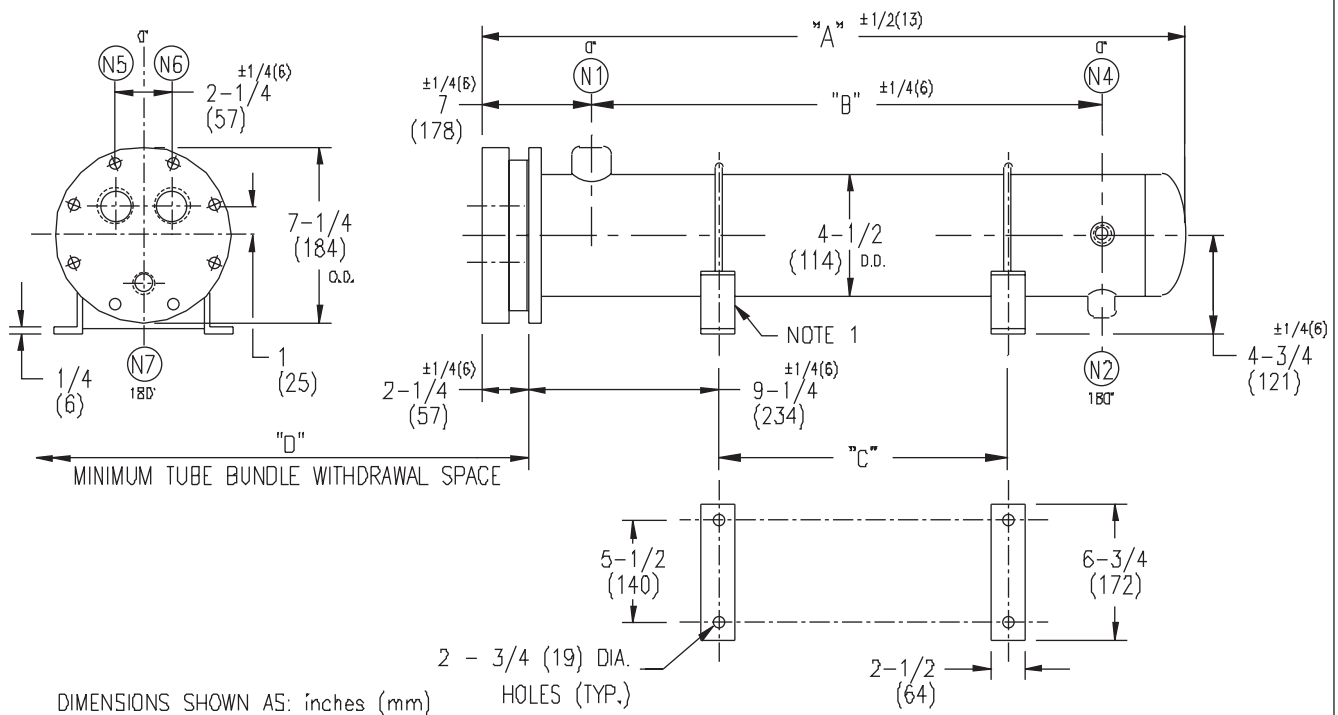 0°
N5 N6
±1/4(6)
2-1/4
(57)
7-1/4
(184)
O.D.
1/4
(6)
N7
180°
1
(25)
"A" ±1/2(13)
±1/4(6)
7
(178)
0°
N1
"B" ±1/4(6)
0°
N4
4-1/2
(114) O.D.
NOTE 1
±1/4(6)
4-3/4
(121)
N2
180°
±1/4(6)
2-1/4
(57)
±1/4(6)
9-1/4
(234)
"D"
MINIMUM TUBE BUNDLE WITHDRAWAL SPACE
"C"
5-1/2
(140)
6-3/4
(172)
2 - 3/4 (19) DIA.
HOLES (TYP.)
2-1/2
(64)
DIMENSIONS SHOWN AS: inches (mm)